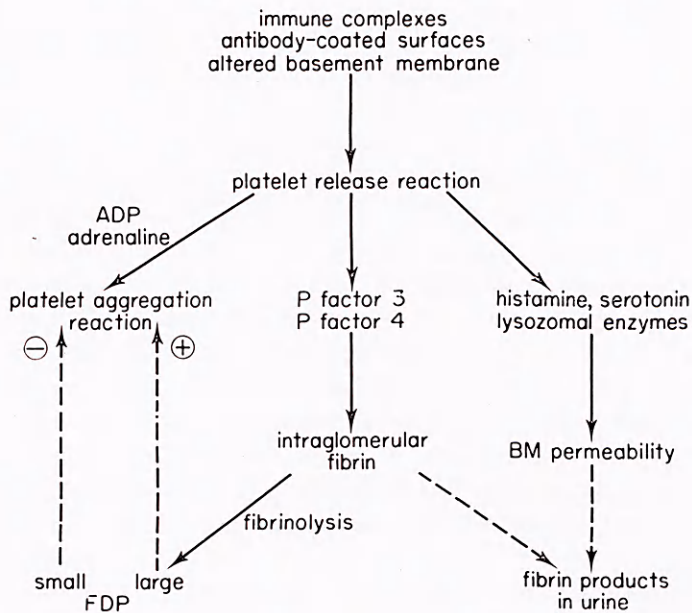 immune complexes
antibody-coated surfaces
altered basement membrane
platelet release reaction
ADP
adrenaline
platelet aggregation
reaction
P factor 3
P factor 4
histamine, serotonin
lysozomal enzymes
⊖
⊕
intraglomerular
fibrin
BM permeability
fibrinolysis
small large
FDP
fibrin products
in urine